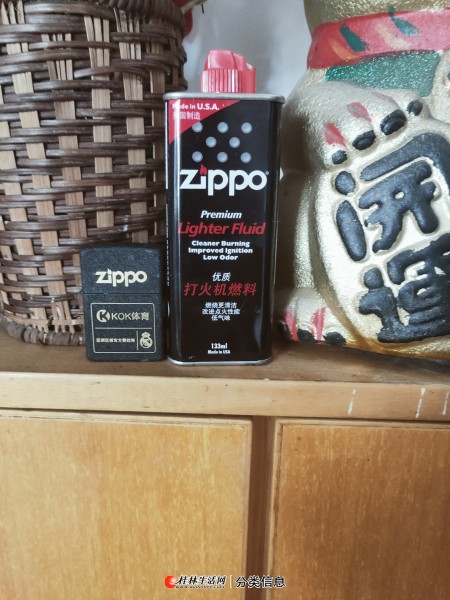 Made in U.S.A.
美国制造
zippo
Premium
Lighter Fluid
Cleaner Burning
Improved Ignition
Low Odor
优质
打火机燃料
燃烧更清洁
改进点火性能
低气味
133ml
Made in USA
zippo
KOK体育
開運
桂林生活网
分类信息